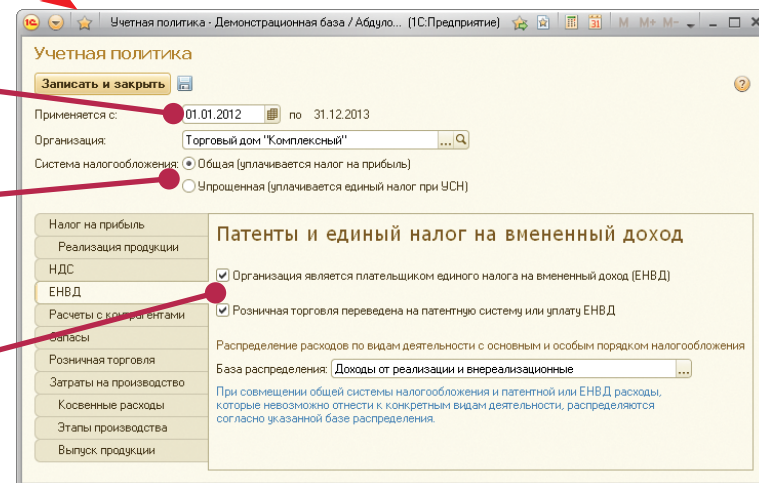 Учетная политика - Демонстрационная база / Абдуло... (1С:Предприятие) M M+ M-
Учетная политика
Записать и закрыть
Применяется с: 01.01.2012 по 31.12.2013
Организация: Торговый дом "Комплексный" ...
Система налогообложения: Общая (уплачивается налог на прибыль)
Упрощенная (уплачивается единый налог при УСН)
Налог на прибыль
Реализация продукции
НДС
ЕНВД
Расчеты с контрагентами
Запасы
Розничная торговля
Затраты на производство
Косвенные расходы
Этапы производства
Выпуск продукции
Патенты и единый налог на вмененный доход
Организация является плательщиком единого налога на вмененный доход (ЕНВД)
Розничная торговля переведена на патентную систему или уплату ЕНВД
Распределение расходов по видам деятельности с основным и особым порядком налогообложения
База распределения: Доходы от реализации и внереализационные ...
При совмещении общей системы налогообложения и патентной или ЕНВД расходы,
которые невозможно отнести к конкретным видам деятельности, распределяются
согласно указанной базе распределения.